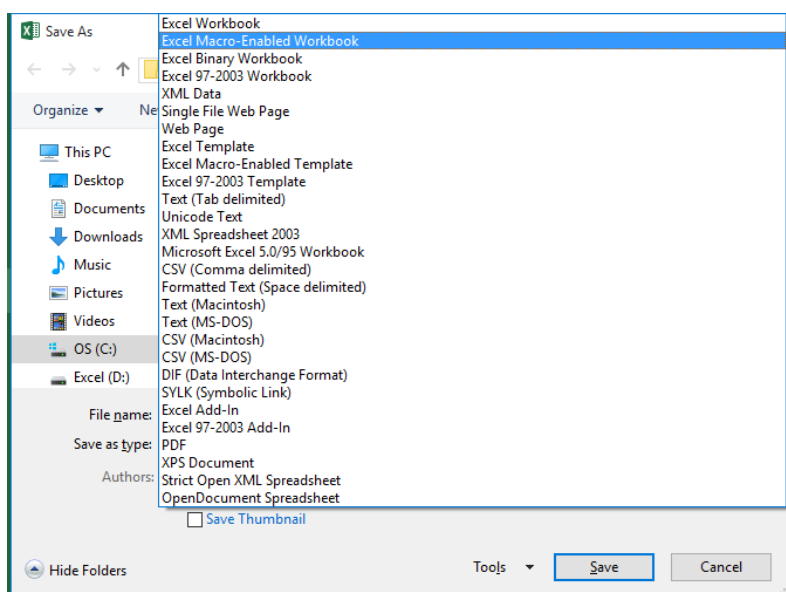 Save As
Organize
Ne
This PC
Desktop
Documents
Downloads
Music
Pictures
Videos
OS (C:)
Excel (D:)
Excel Workbook
Excel Macro-Enabled Workbook
Excel Binary Workbook
Excel 97-2003 Workbook
XML Data
Single File Web Page
Web Page
Excel Template
Excel Macro-Enabled Template
Excel 97-2003 Template
Text (Tab delimited)
Unicode Text
XML Spreadsheet 2003
Microsoft Excel 5.0/95 Workbook
CSV (Comma delimited)
Formatted Text (Space delimited)
Text (Macintosh)
Text (MS-DOS)
CSV (Macintosh)
CSV (MS-DOS)
DIF (Data Interchange Format)
SYLK (Symbolic Link)
Excel Add-In
Excel 97-2003 Add-In
PDF
XPS Document
Strict Open XML Spreadsheet
OpenDocument Spreadsheet
File name:
Save as type:
Authors:
Save Thumbnail
Hide Folders
Tools
Save
Cancel